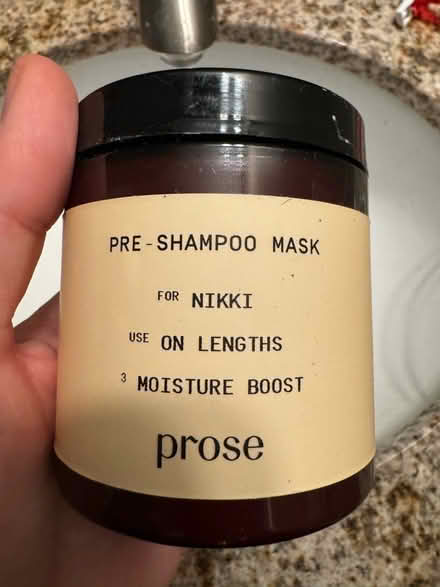 PRE-SHAMPOO MASK
FOR NIKKI
USE ON LENGTHS
3 MOISTURE BOOST
prose